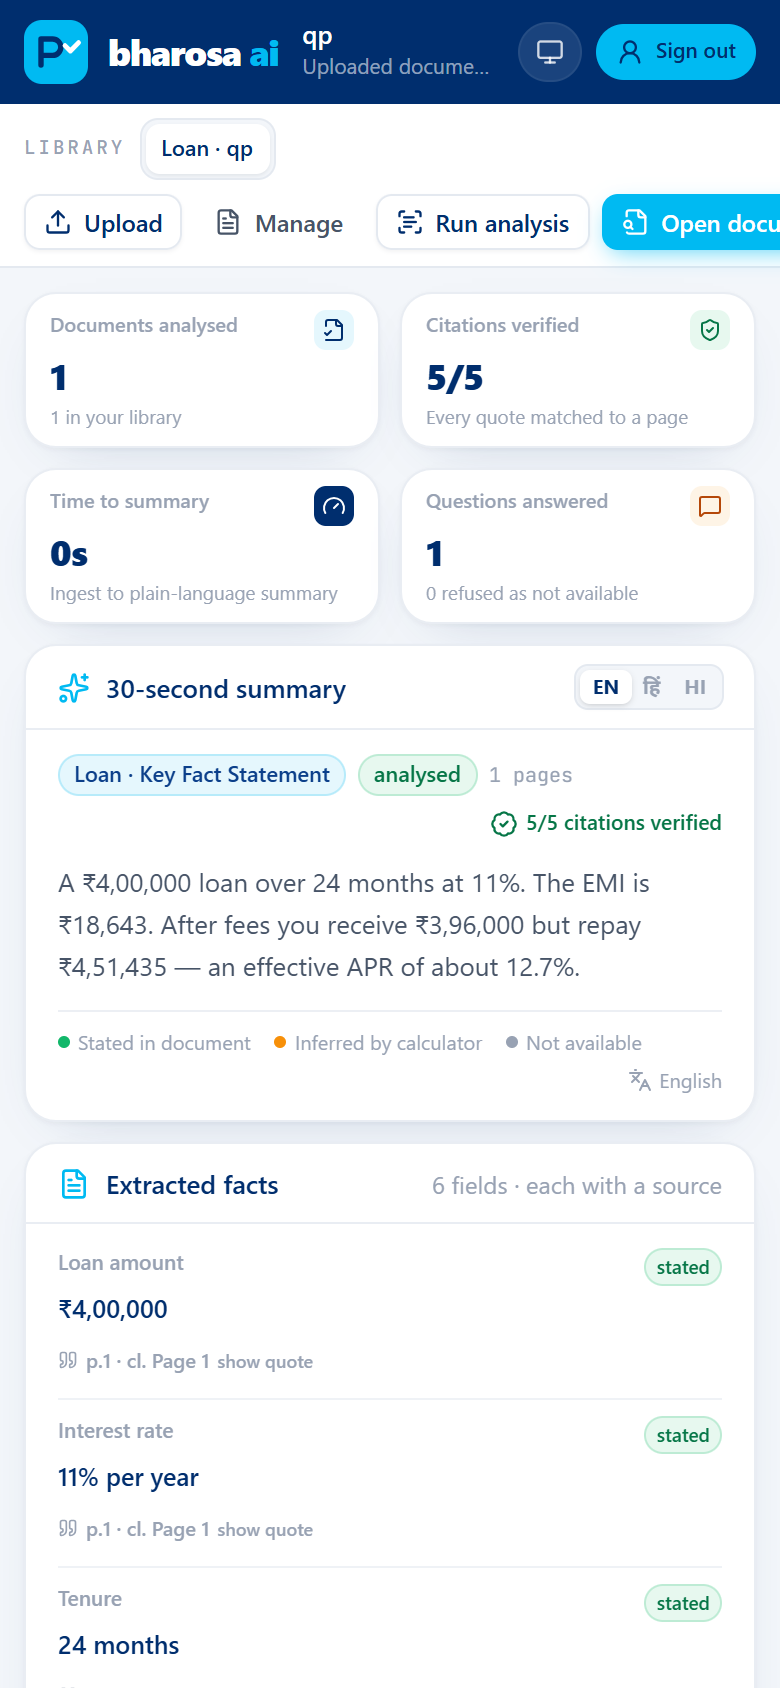 bharosa ai
qp
Uploaded docume...
Sign out
LIBRARY
Loan · qp
Upload
Manage
Run analysis
Open docu
Documents analysed
1
1 in your library
Citations verified
5/5
Every quote matched to a page
Time to summary
0s
Ingest to plain-language summary
Questions answered
1
0 refused as not available
30-second summary
EN
हिं
HI
Loan · Key Fact Statement
analysed
1 pages
5/5 citations verified
A ₹4,00,000 loan over 24 months at 11%. The EMI is
₹18,643. After fees you receive ₹3,96,000 but repay
₹4,51,435 — an effective APR of about 12.7%.
Stated in document
Inferred by calculator
Not available
English
Extracted facts
6 fields · each with a source
Loan amount
stated
₹4,00,000
p.1 · cl. Page 1 show quote
Interest rate
stated
11% per year
p.1 · cl. Page 1 show quote
Tenure
stated
24 months